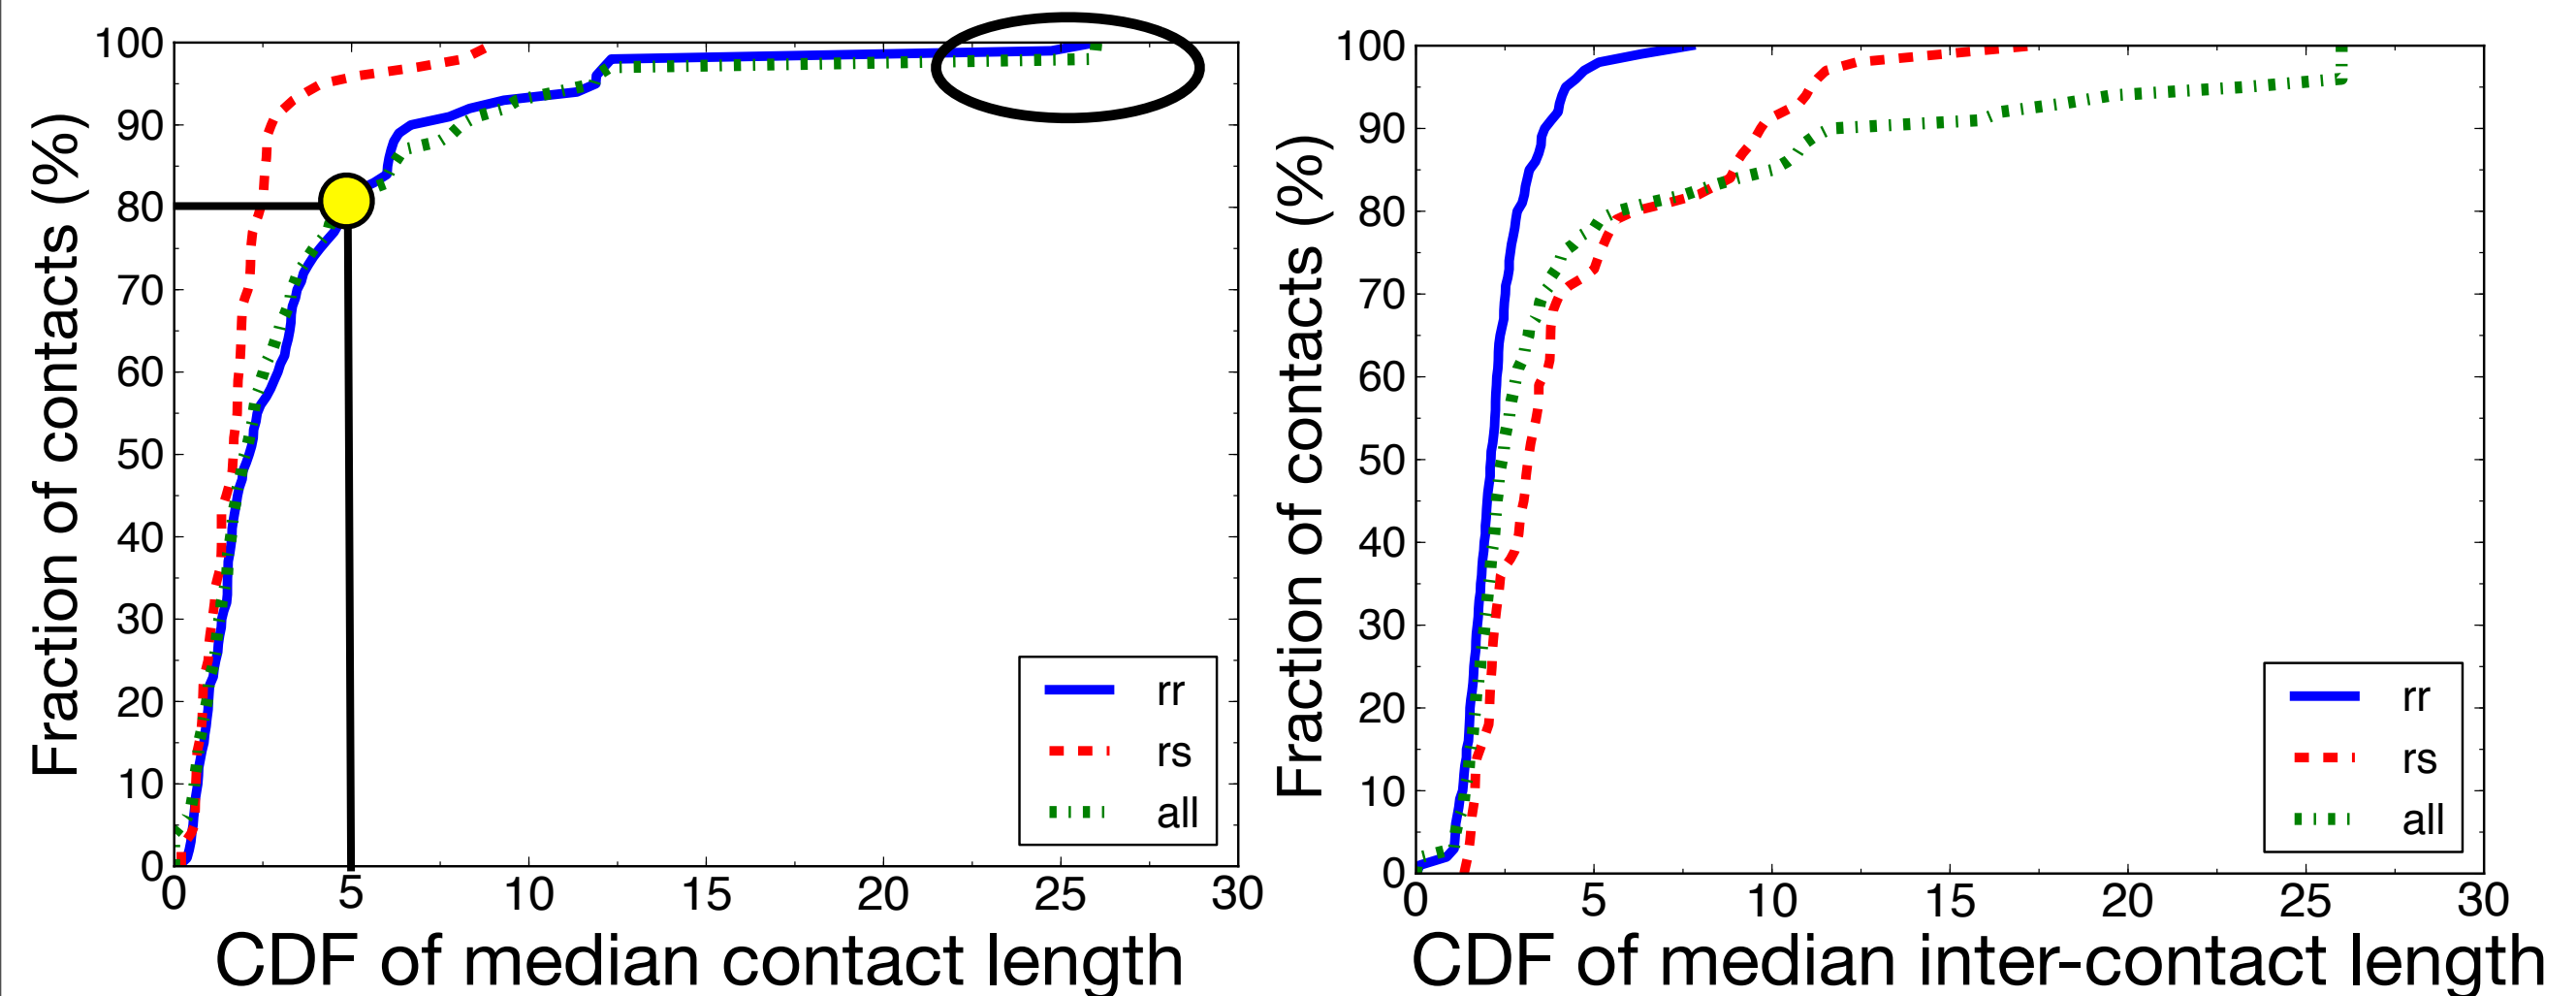 Fraction of contacts (%)
100
90
80
70
60
50
40
30
20
10
0
0 5 10 15 20 25 30
CDF of median contact length
rr
rs
all
Fraction of contacts (%)
100
90
80
70
60
50
40
30
20
10
0
0 5 10 15 20 25 30
CDF of median inter-contact length
rr
rs
all